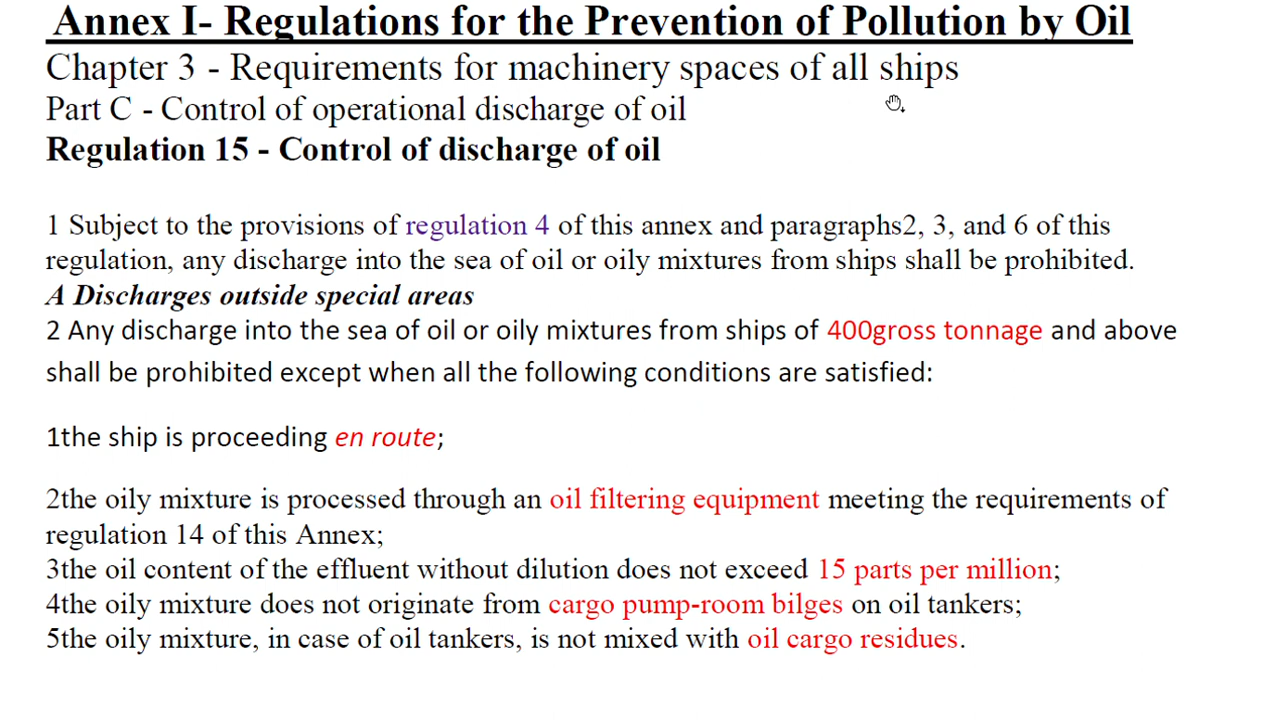 Annex I- Regulations for the Prevention of Pollution by Oil
Chapter 3 - Requirements for machinery spaces of all ships
Part C - Control of operational discharge of oil
Regulation 15 - Control of discharge of oil
1 Subject to the provisions of regulation 4 of this annex and paragraphs2, 3, and 6 of this
regulation, any discharge into the sea of oil or oily mixtures from ships shall be prohibited.
A Discharges outside special areas
2 Any discharge into the sea of oil or oily mixtures from ships of 400gross tonnage and above
shall be prohibited except when all the following conditions are satisfied:
1the ship is proceeding en route;
2the oily mixture is processed through an oil filtering equipment meeting the requirements of
regulation 14 of this Annex;
3the oil content of the effluent without dilution does not exceed 15 parts per million;
4the oily mixture does not originate from cargo pump-room bilges on oil tankers;
5the oily mixture, in case of oil tankers, is not mixed with oil cargo residues.